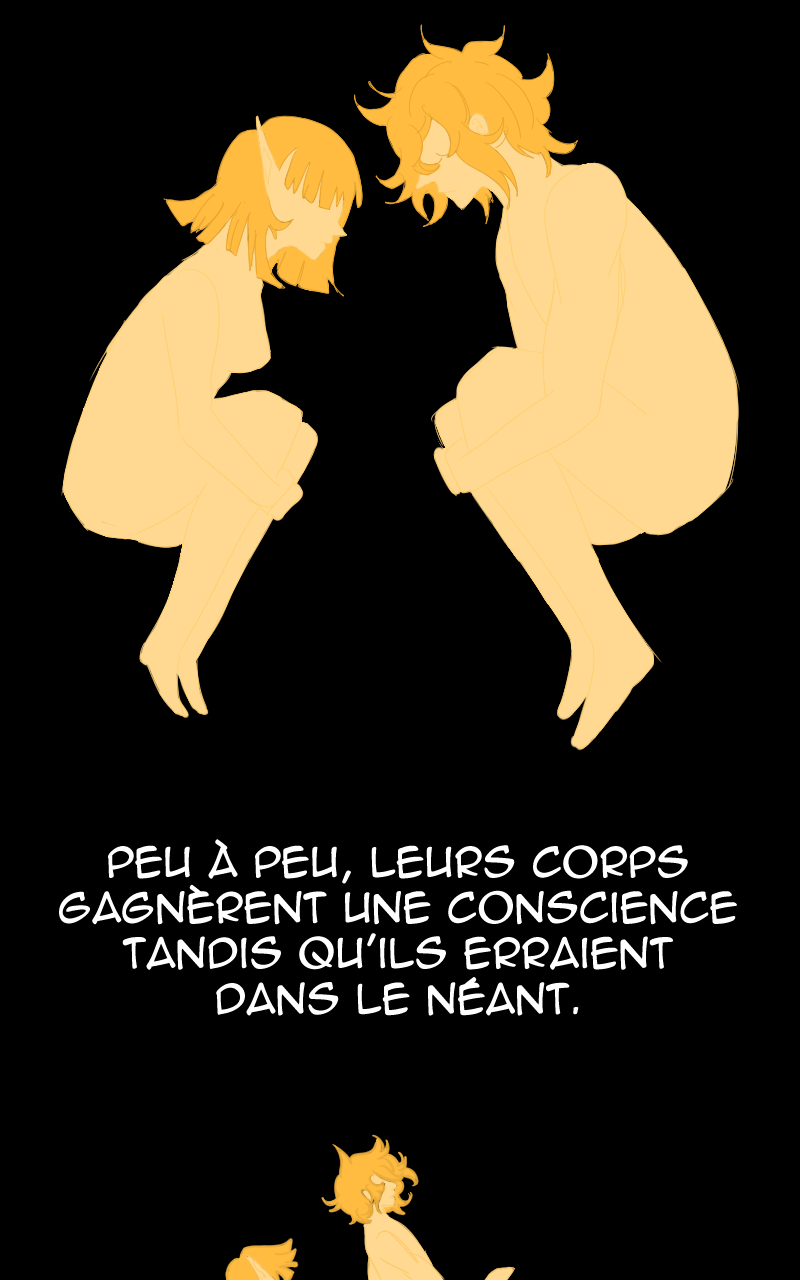 PEU À PEU, LEURS CORPS
GAGNÈRENT UNE CONSCIENCE
TANDIS QU'ILS ERRAIENT
DANS LE NÉANT.